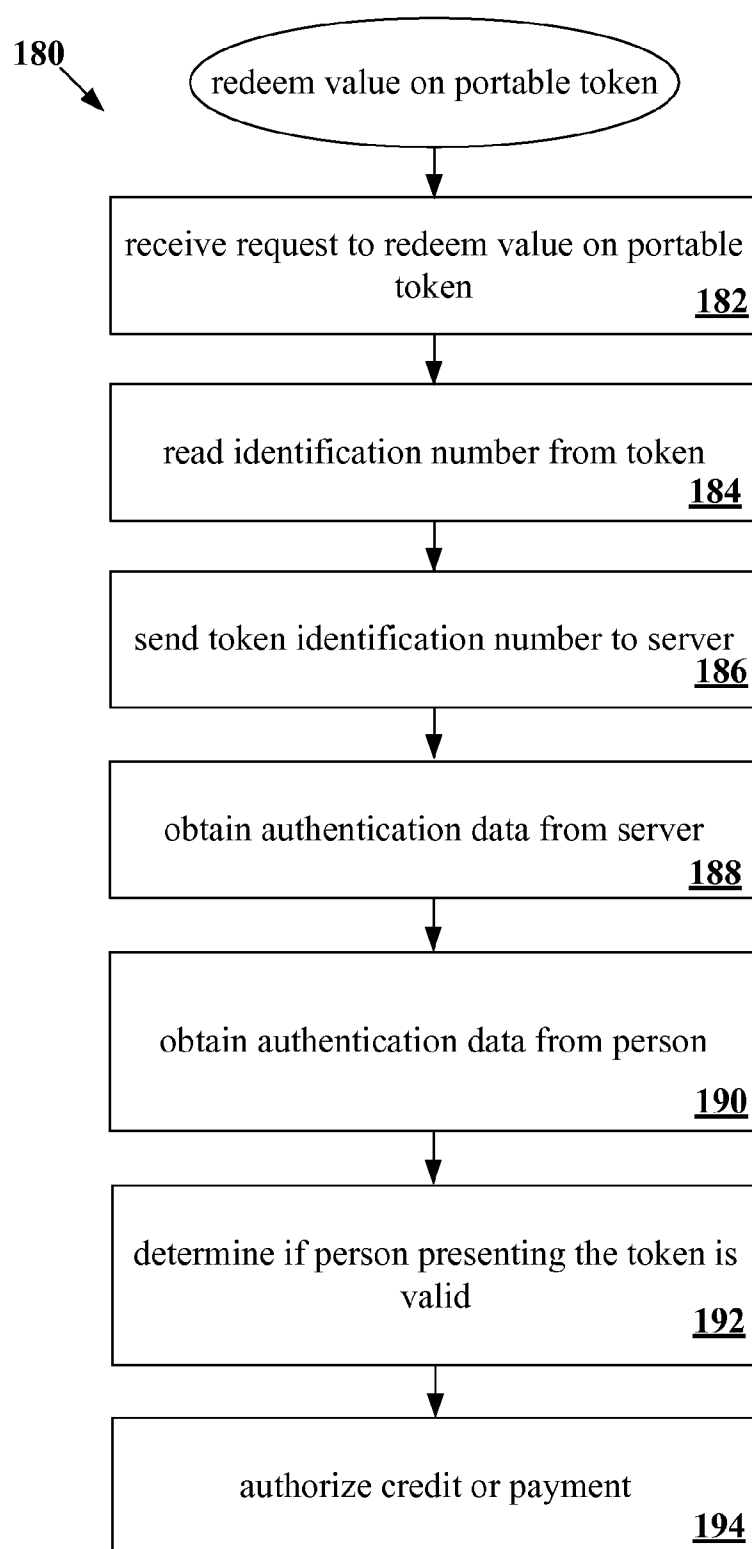 180
redeem value on portable token
receive request to redeem value on portable
token
182
read identification number from token
184
send token identification number to server
186
obtain authentication data from server
188
obtain authentication data from person
190
determine if person presenting the token is
valid
192
authorize credit or payment
194